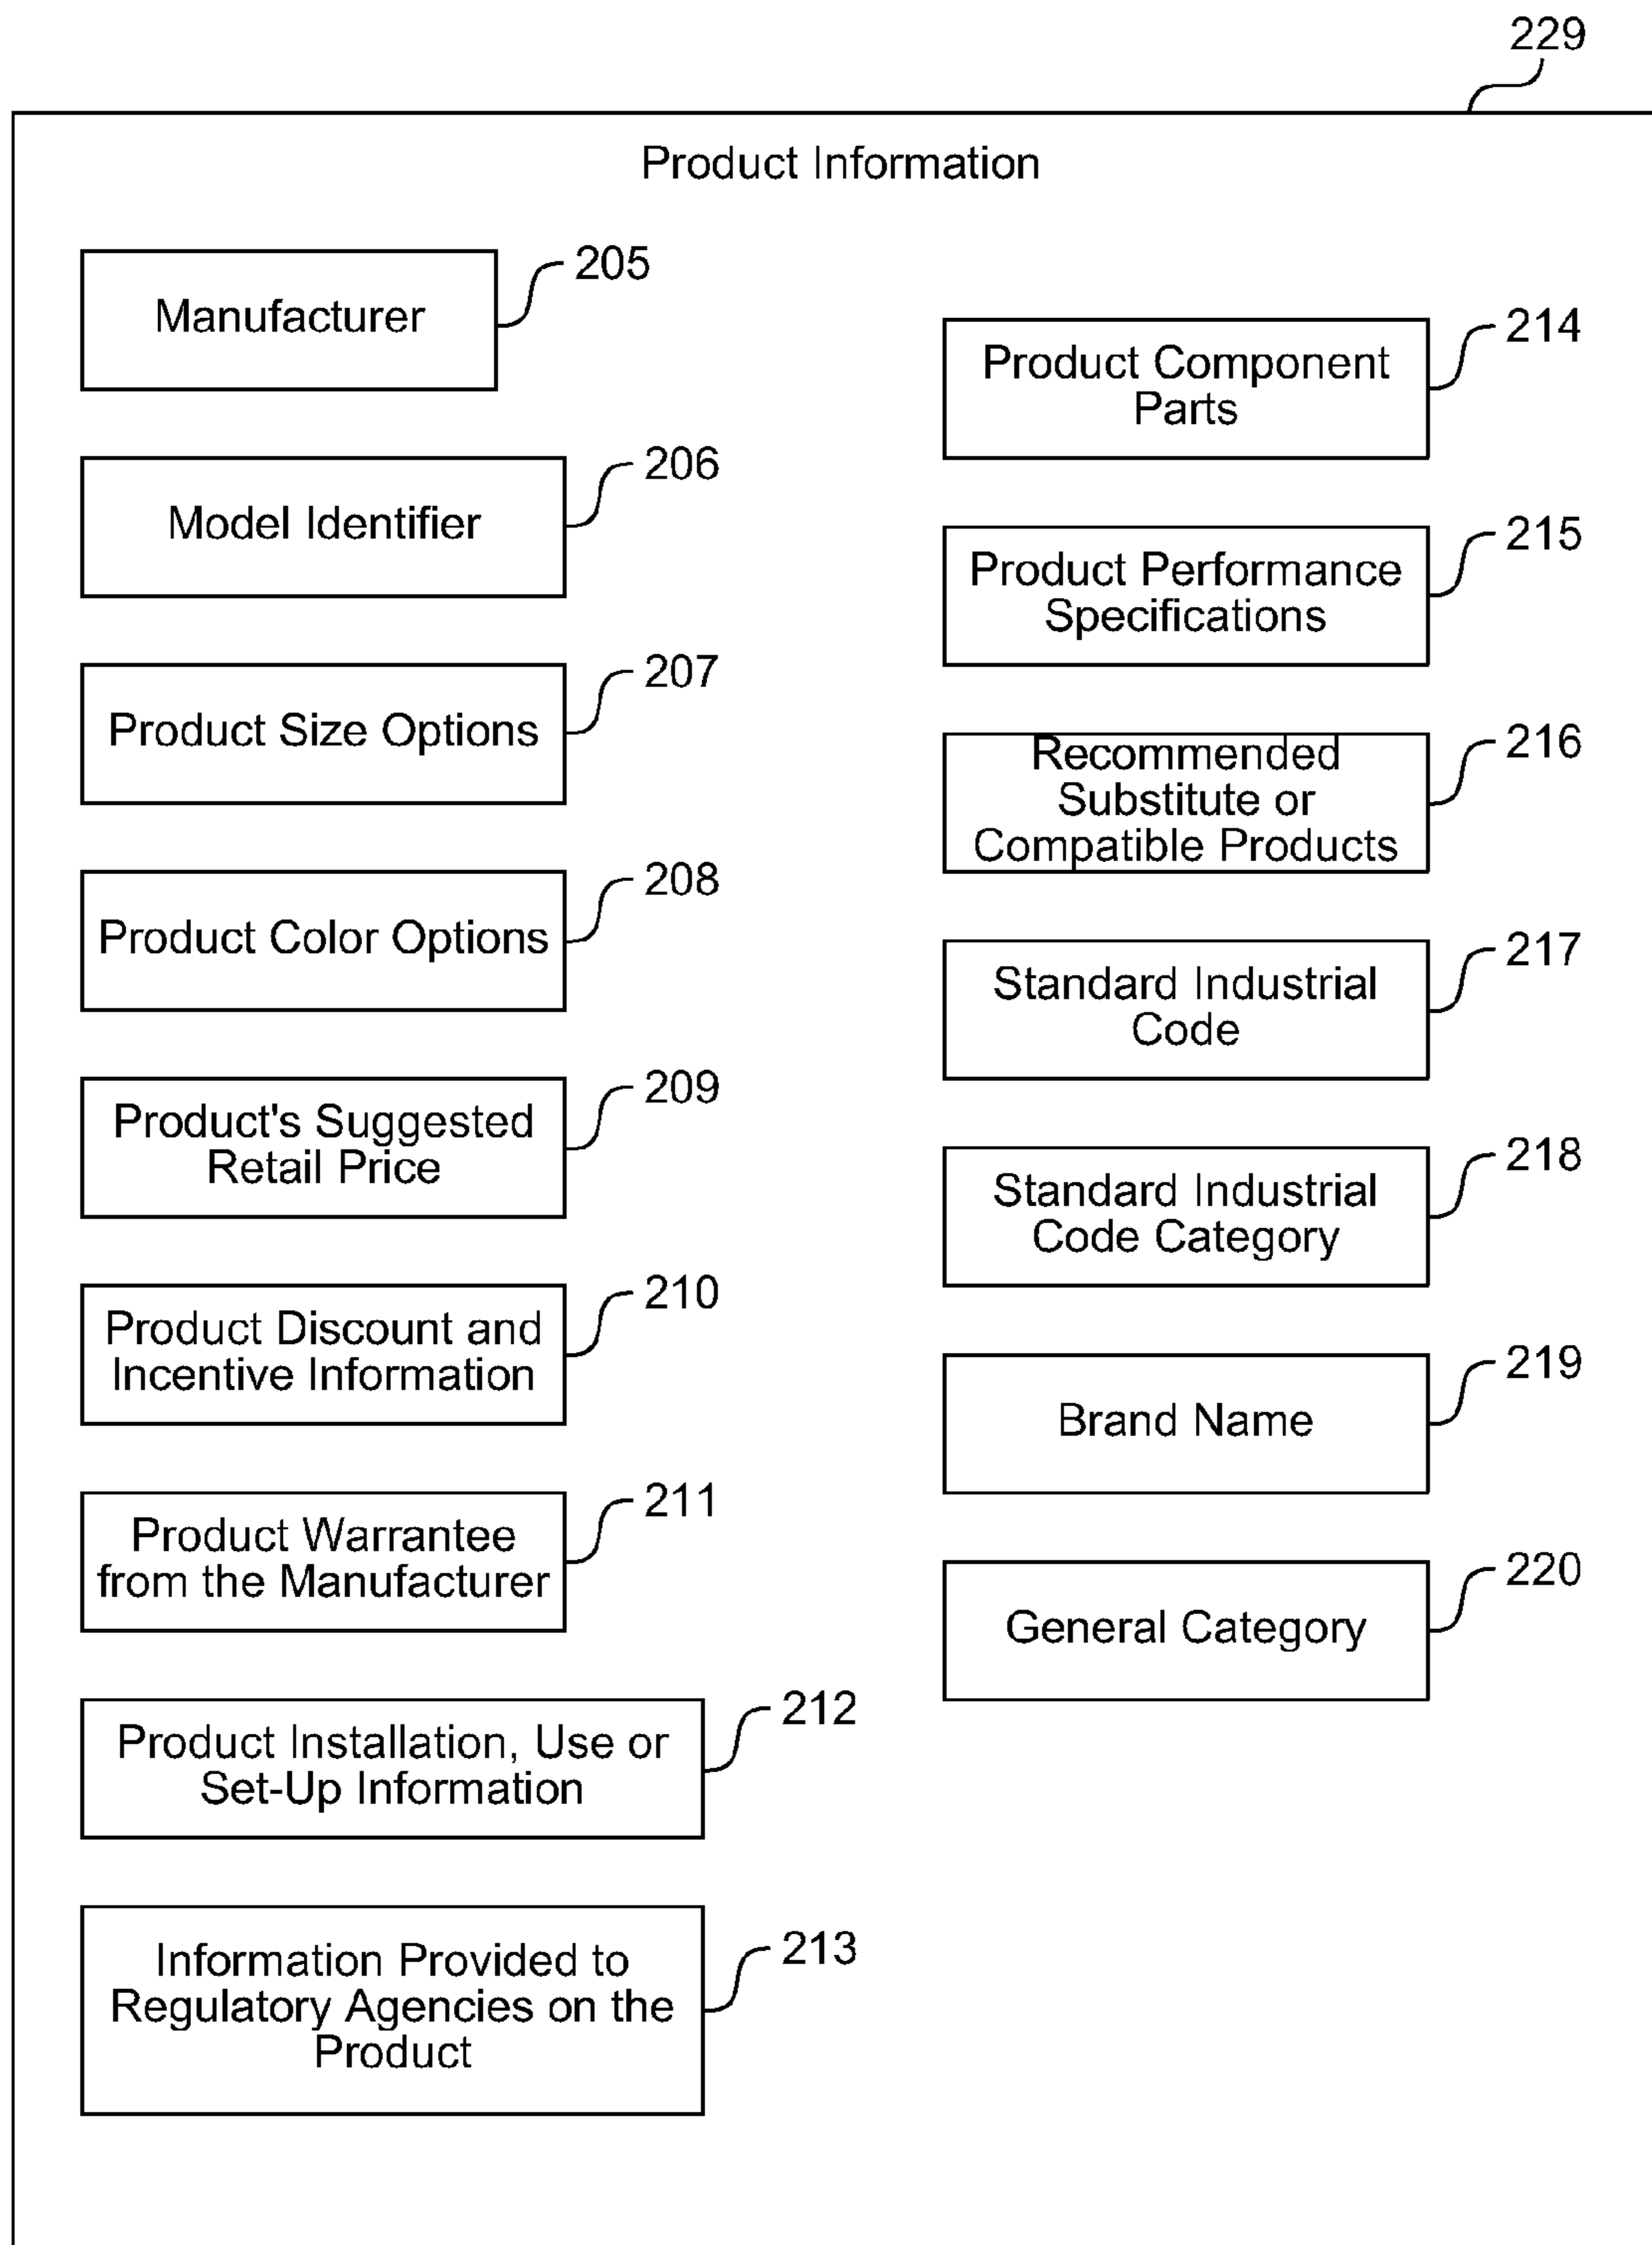 229
Product Information
Manufacturer
205
Model Identifier
206
Product Size Options
207
Product Color Options
208
Product's Suggested
Retail Price
209
Product Discount and
Incentive Information
210
Product Warrantee
from the Manufacturer
211
Product Installation, Use or
Set-Up Information
212
Information Provided to
Regulatory Agencies on the
Product
213
Product Component
Parts
214
Product Performance
Specifications
215
Recommended
Substitute or
Compatible Products
216
Standard Industrial
Code
217
Standard Industrial
Code Category
218
Brand Name
219
General Category
220